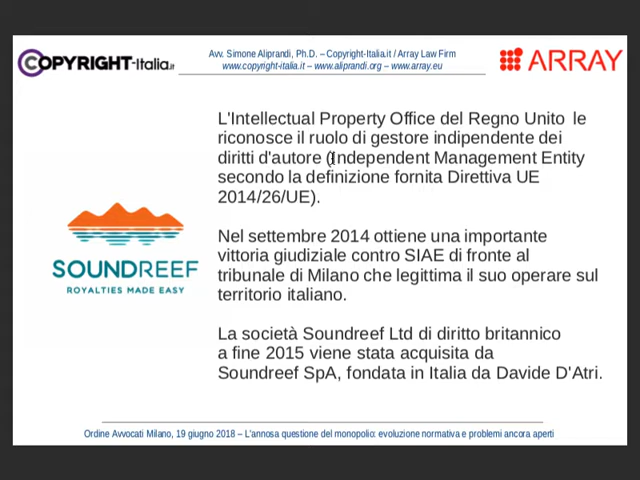 COPYRIGHT-Italia.it
Avv. Simone Aliprandi, Ph.D. – Copyright-Italia.it / Array Law Firm
www.copyright-italia.it – www.aliprandi.org – www.array.eu
ARRAY
L'Intellectual Property Office del Regno Unito le
riconosce il ruolo di gestore indipendente dei
diritti d'autore (Independent Management Entity
secondo la definizione fornita Direttiva UE
2014/26/UE).
Nel settembre 2014 ottiene una importante
vittoria giudiziale contro SIAE di fronte al
tribunale di Milano che legittima il suo operare sul
territorio italiano.
SOUNDREEF
ROYALTIES MADE EASY
La società Soundreef Ltd di diritto britannico
a fine 2015 viene stata acquisita da
Soundreef SpA, fondata in Italia da Davide D'Atri.
Ordine Avvocati Milano, 19 giugno 2018 – L'annosa questione del monopolio: evoluzione normativa e problemi ancora aperti